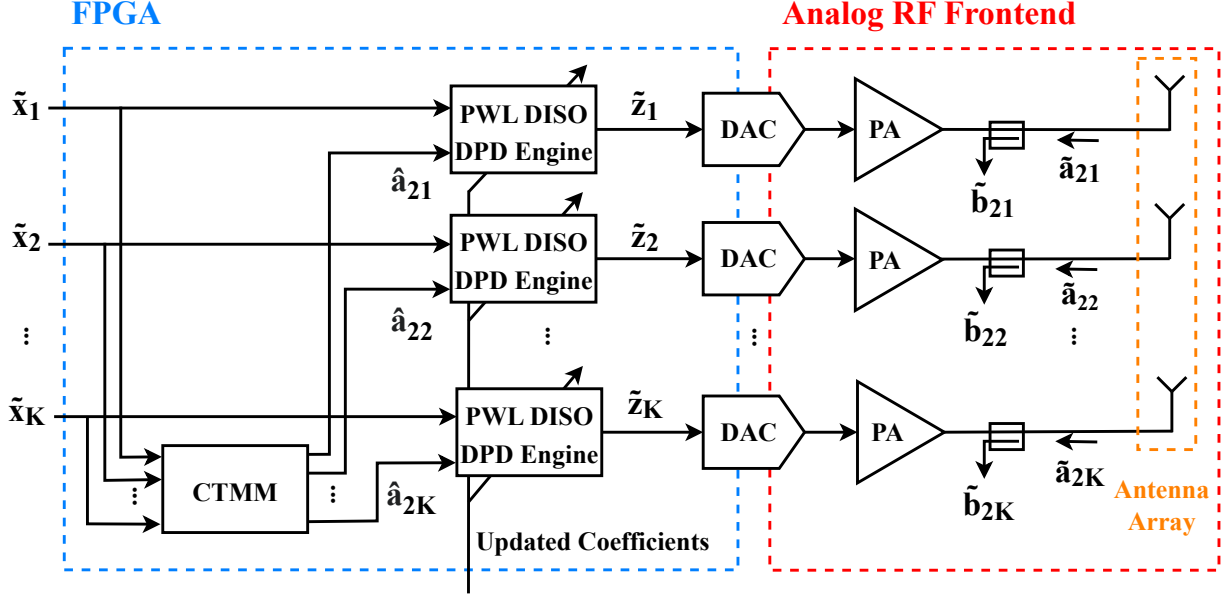 FPGA
Analog RF Frontend
x̃1
PWL DISO
DPD Engine
z̃1
DAC
PA
â21
b̃21
ã21
x̃2
PWL DISO
DPD Engine
z̃2
DAC
PA
â22
b̃22
ã22
...
...
...
...
...
x̃K
PWL DISO
DPD Engine
z̃K
DAC
PA
CTMM
...
...
â2K
b̃2K
ã2K
Antenna
Array
Updated Coefficients